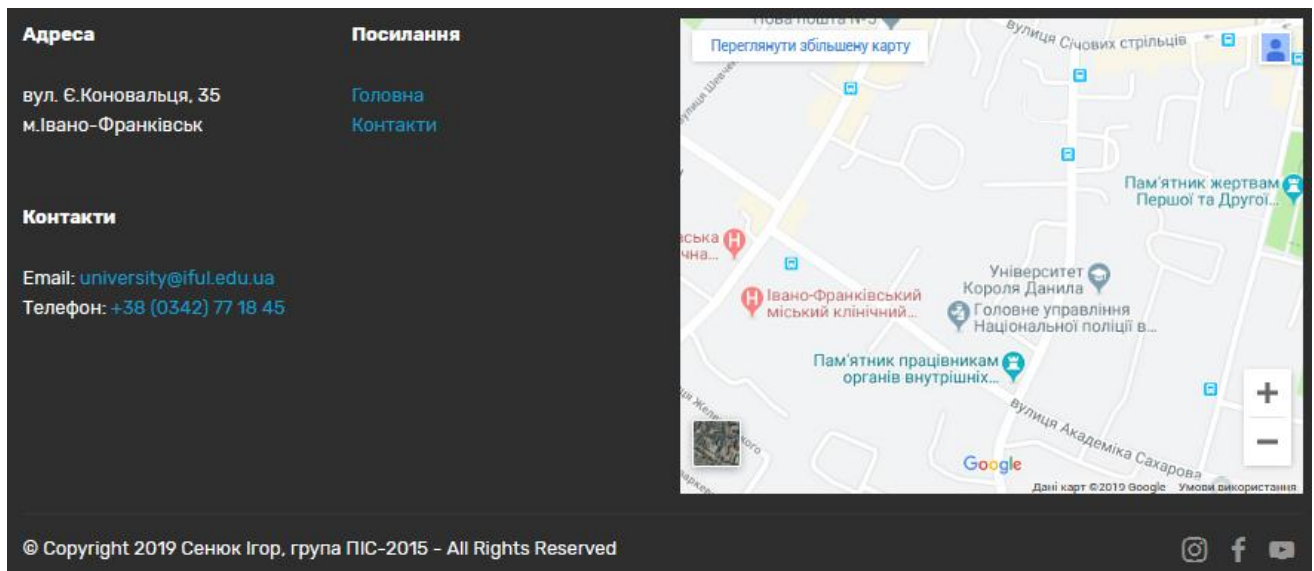 Адреса
вул. Є.Коновальця, 35
м.Івано-Франківськ
Посилання
Головна
Контакти
Контакти
Email: university@iful.edu.ua
Телефон: +38 (0342) 77 18 45
Переглянути збільшену карту
Нова пошта №5
вулиця Січових стрільців
Пам'ятник жертвам
Першої та Другої...
Університет
Короля Данила
Івано-Франківський
міський клінічний...
Головне управління
Національної поліції в...
Пам'ятник працівникам
органів внутрішніх...
вулиця Академіка Сахарова
Google
Дані карт ©2019 Google
Умови використання
© Copyright 2019 Сенюк Ігор, група ПІС-2015 - All Rights Reserved